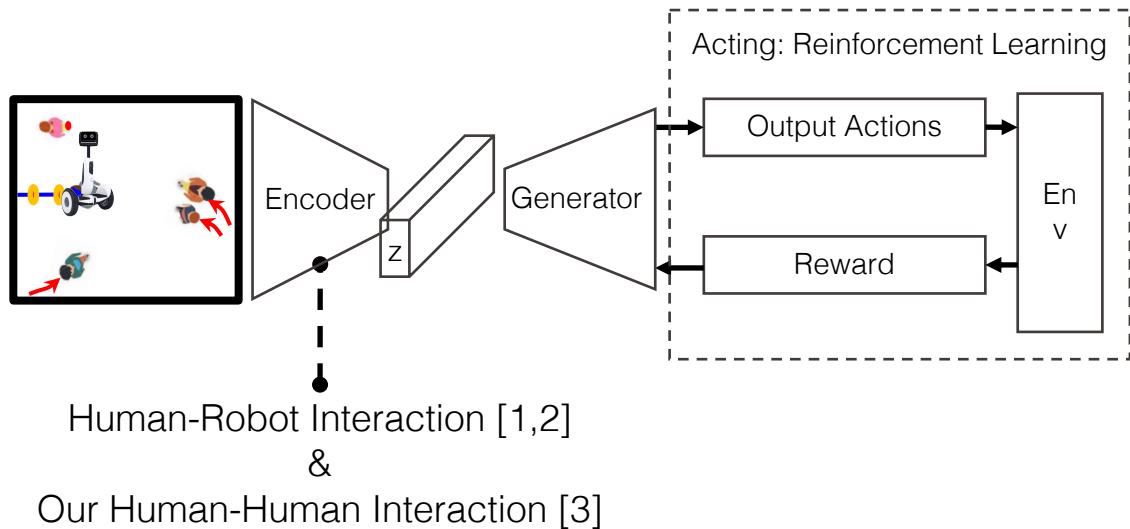 Acting: Reinforcement Learning
Output Actions
Encoder
Generator
En
v
z
Reward
Human-Robot Interaction [1,2]
&
Our Human-Human Interaction [3]